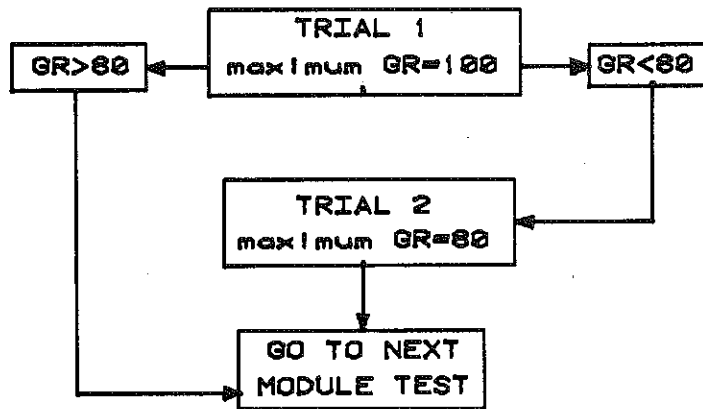 TRIAL 1
maximum GR=100
GR>80
GR<80
TRIAL 2
maximum GR=80
GO TO NEXT
MODULE TEST